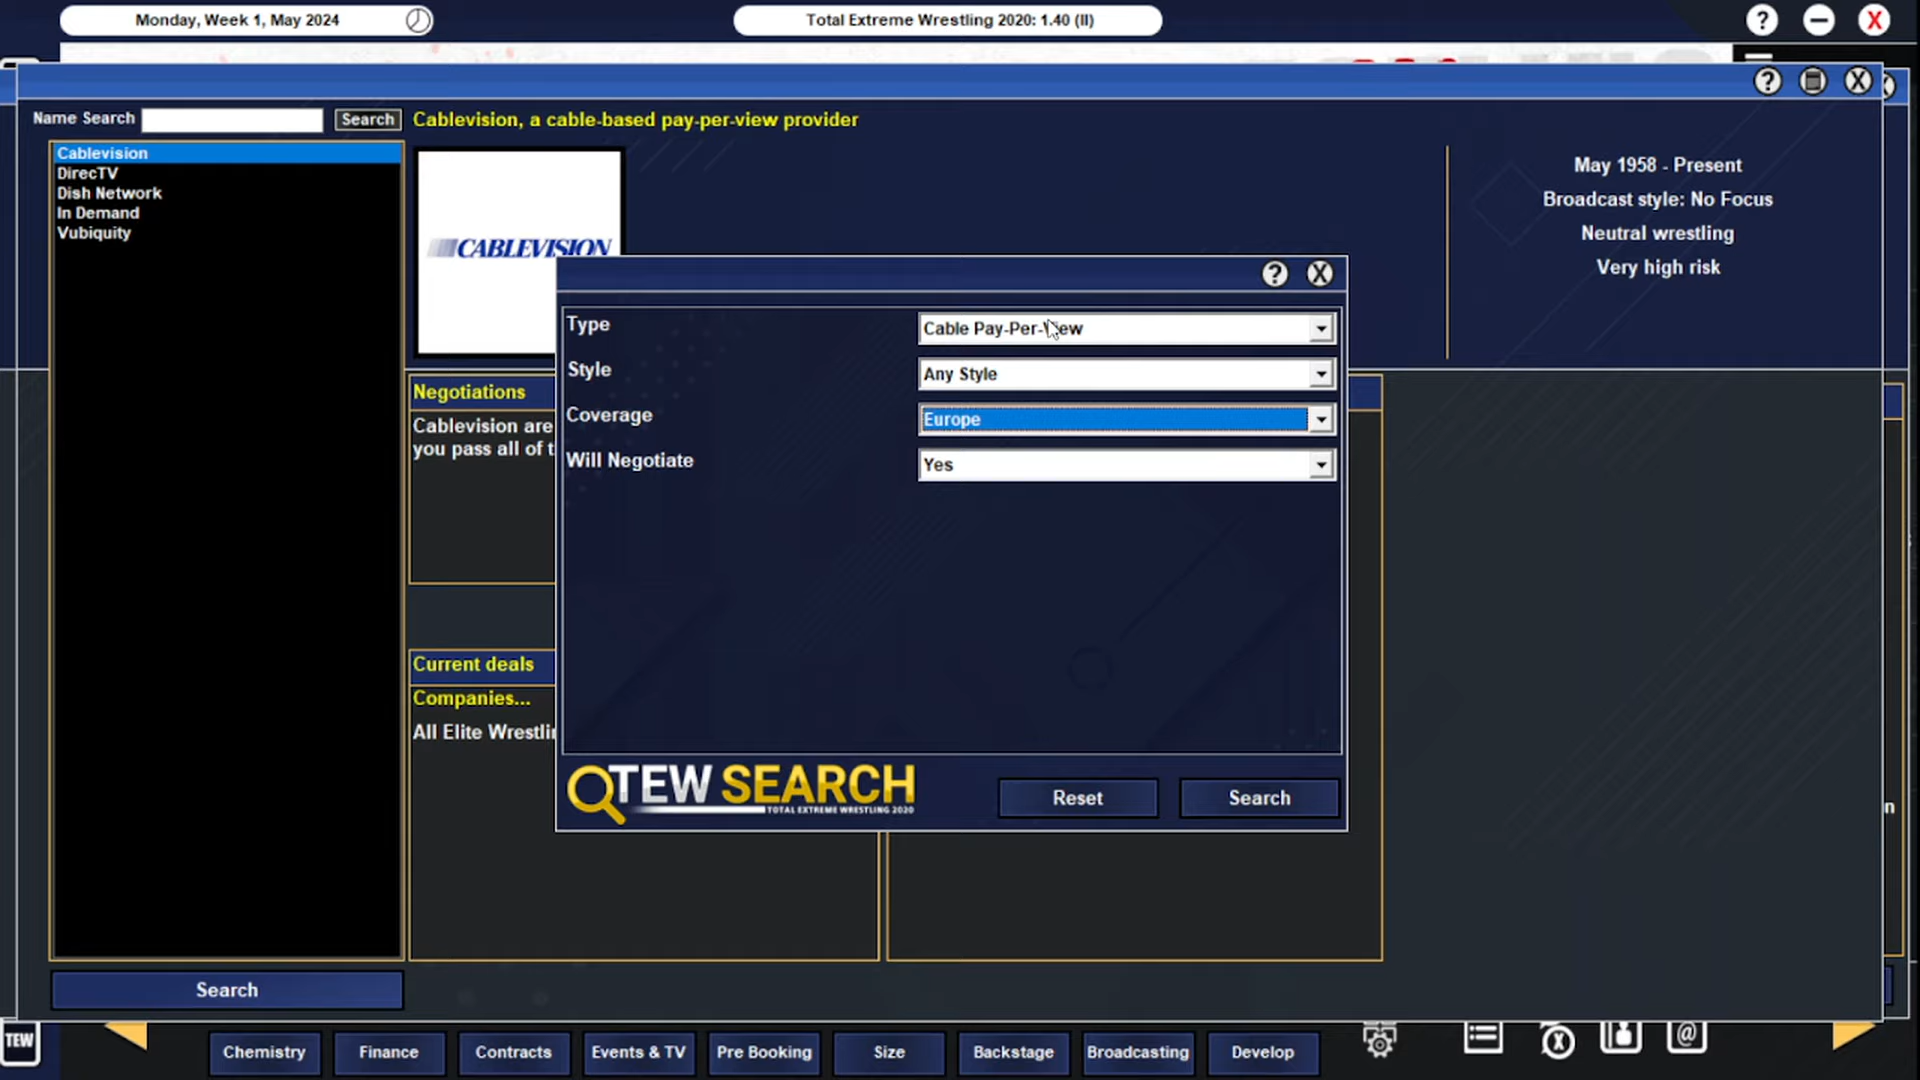 Monday, Week 1, May 2024
Total Extreme Wrestling 2020: 1.40 (II)
? X
? X
Name Search
Search
Cablevision, a cable-based pay-per-view provider
Cablevision
DirecTV
Dish Network
In Demand
Vubiquity
CABLEVISION
May 1958 - Present
Broadcast style: No Focus
Neutral wrestling
Very high risk
? X
Type
Cable Pay-Per-View
Style
Any Style
Coverage
Europe
Will Negotiate
Yes
Negotiations
Cablevision are
you pass all of t
Current deals
Companies...
All Elite Wrestlin
TEW SEARCH
TOTAL EXTREME WRESTLING 2020
Reset
Search
n
Search
TEW
Chemistry
Finance
Contracts
Events & TV
Pre Booking
Size
Backstage
Broadcasting
Develop
X
@